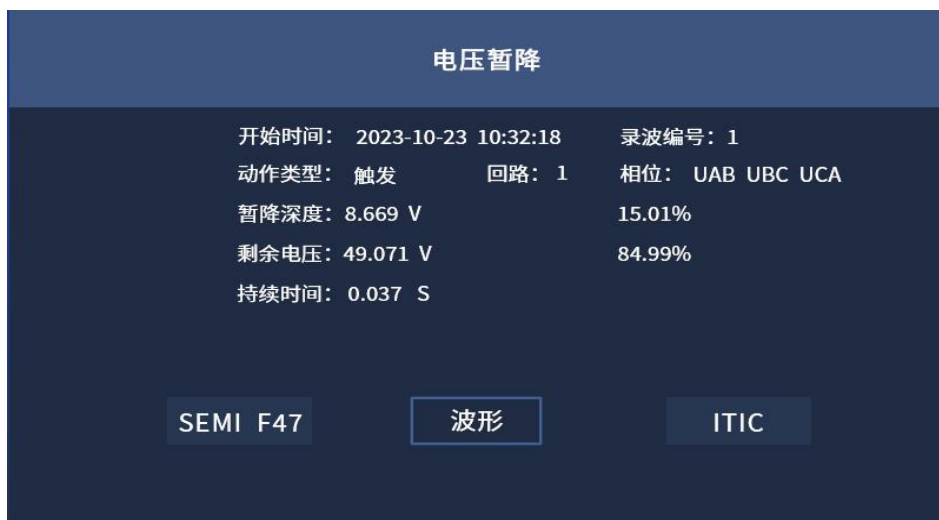 电压暂降
开始时间： 2023-10-23 10:32:18 录波编号：1
动作类型： 触发 回路：1 相位： UAB UBC UCA
暂降深度：8.669 V 15.01%
剩余电压：49.071 V 84.99%
持续时间：0.037 S
SEMI F47 波形 ITIC